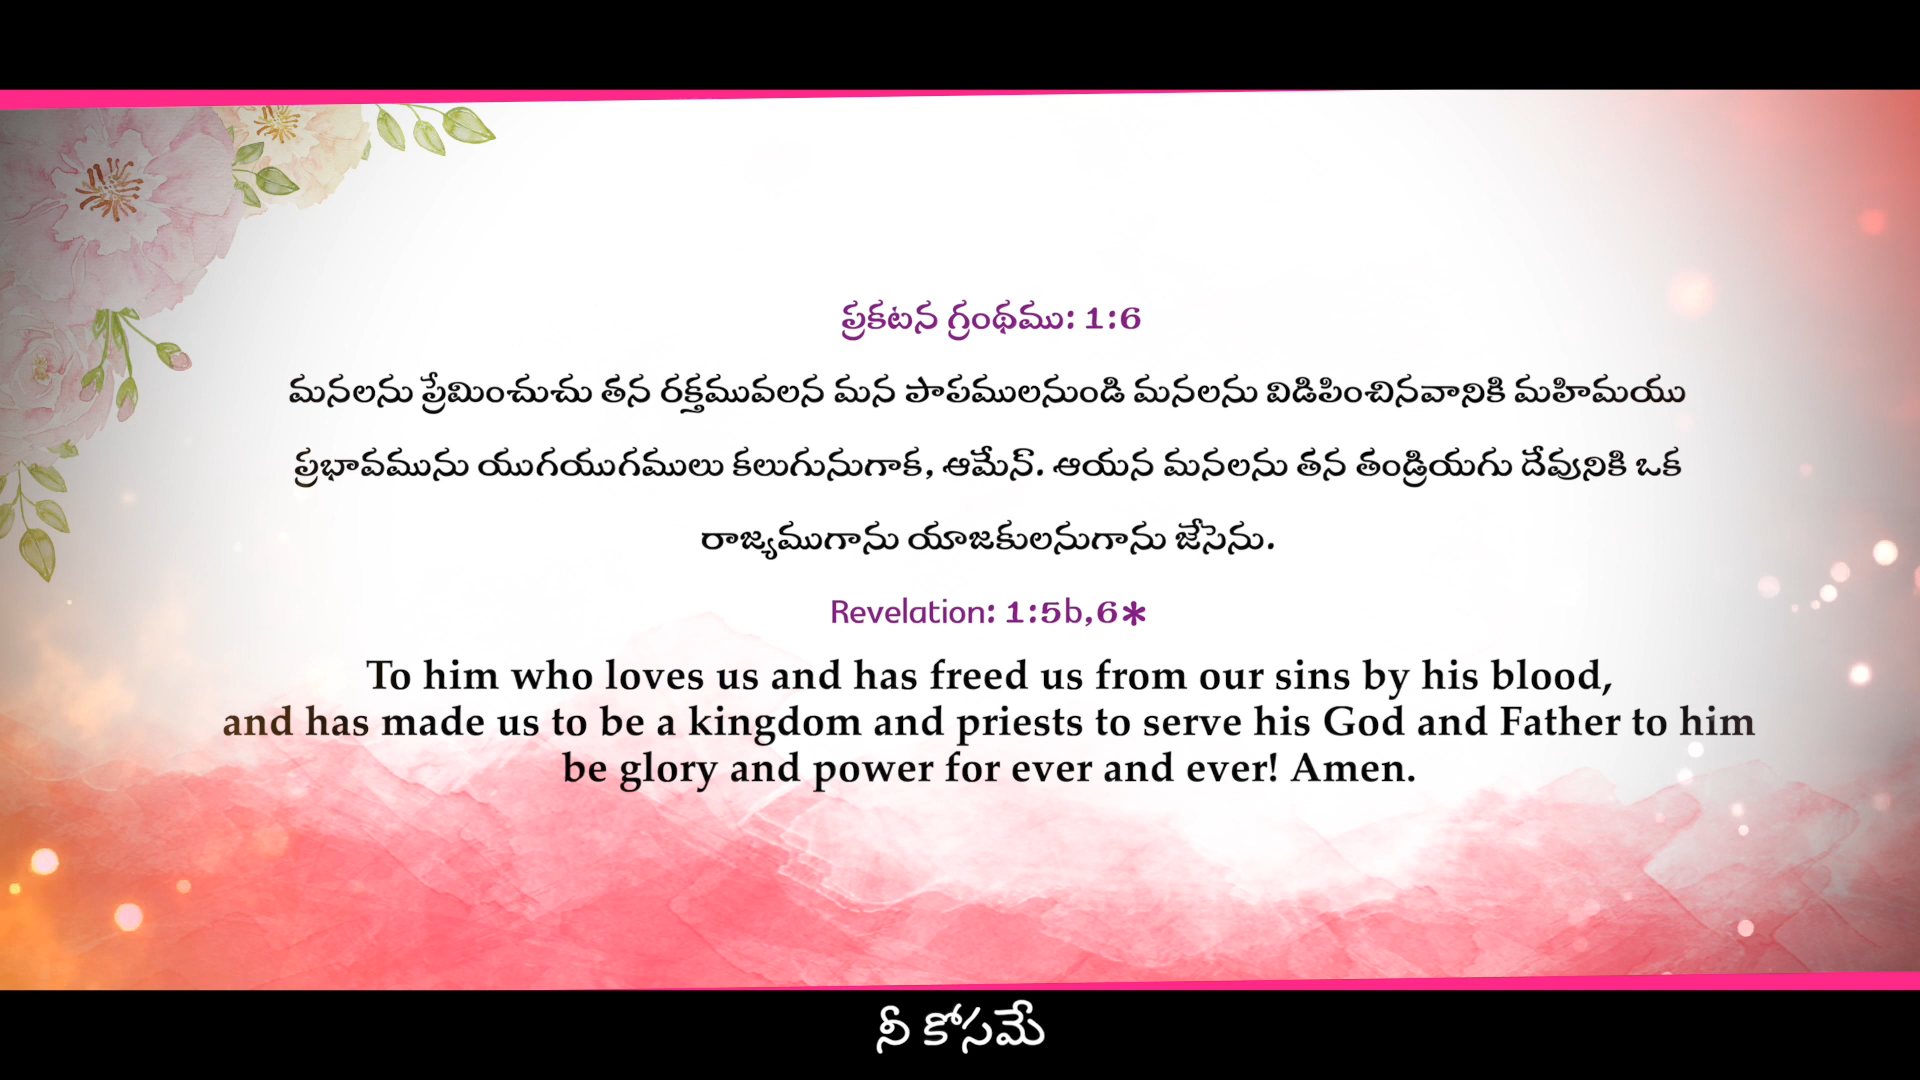 ప్రకటన గ్రంథము: 1:6
మనలను ప్రేమించుచు తన రక్తమువలన మన పాపములనుండి మనలను విడిపించినవానికి మహిమయు
ప్రభావమును యుగయుగములు కలుగునుగాక, ఆమేన్. ఆయన మనలను తన తండ్రియగు దేవునికి ఒక
రాజ్యముగాను యాజకులనుగాను జేసెను.
Revelation: 1:5b,6*
To him who loves us and has freed us from our sins by his blood,
and has made us to be a kingdom and priests to serve his God and Father to him
be glory and power for ever and ever! Amen.
నీ కోసమే